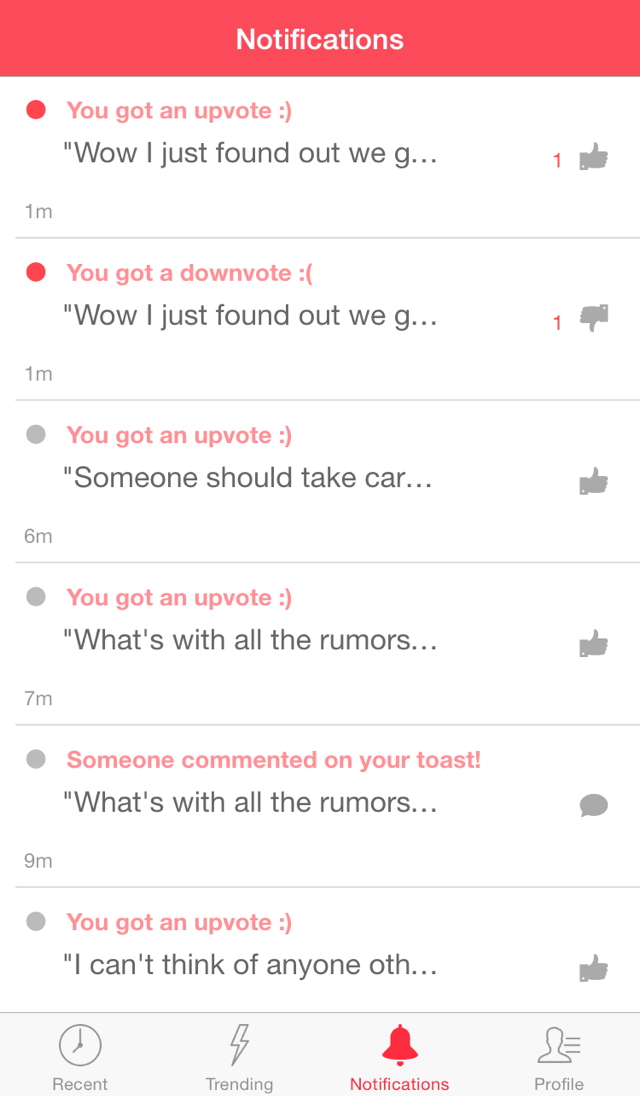 Notifications
You got an upvote :)
"Wow I just found out we g...
1
1m
You got a downvote :(
"Wow I just found out we g...
1
1m
You got an upvote :)
"Someone should take car...
6m
You got an upvote :)
"What's with all the rumors...
7m
Someone commented on your toast!
"What's with all the rumors...
9m
You got an upvote :)
"I can't think of anyone oth...
Recent Trending Notifications Profile